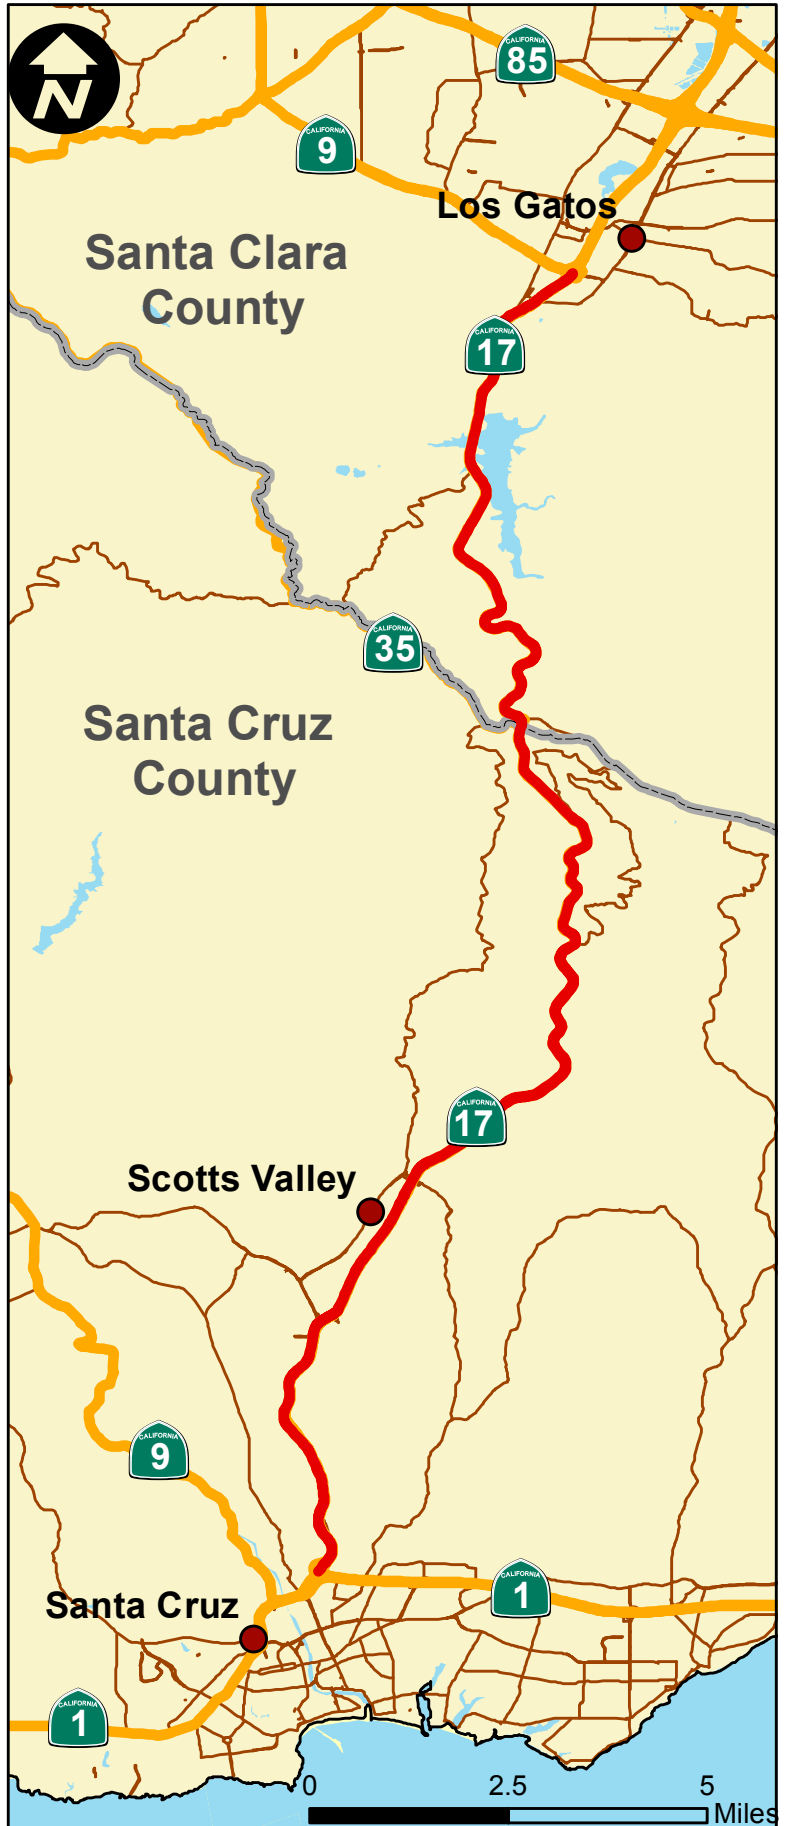 N
CALIFORNIA
85
CALIFORNIA
9
Los Gatos
Santa Clara
County
CALIFORNIA
17
CALIFORNIA
35
Santa Cruz
County
CALIFORNIA
17
Scotts Valley
CALIFORNIA
9
CALIFORNIA
1
Santa Cruz
CALIFORNIA
1
0 2.5 5
Miles